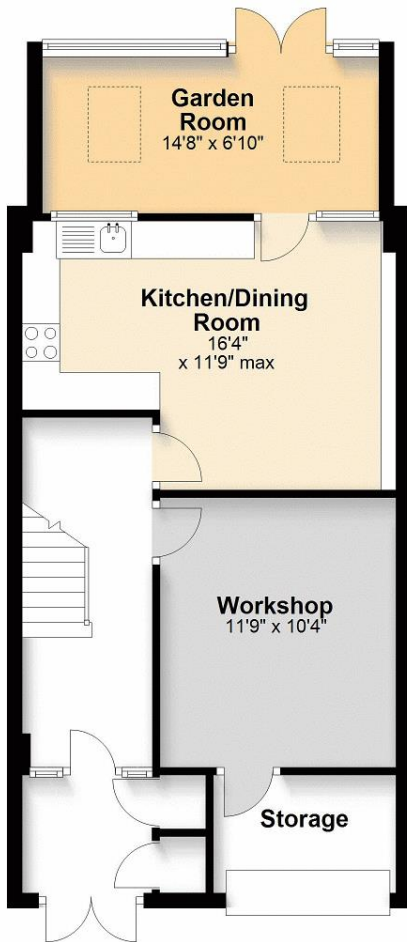 Garden
Room
14'8" x 6'10"
Kitchen/Dining
Room
16'4"
x 11'9" max
Workshop
11'9" x 10'4"
Storage